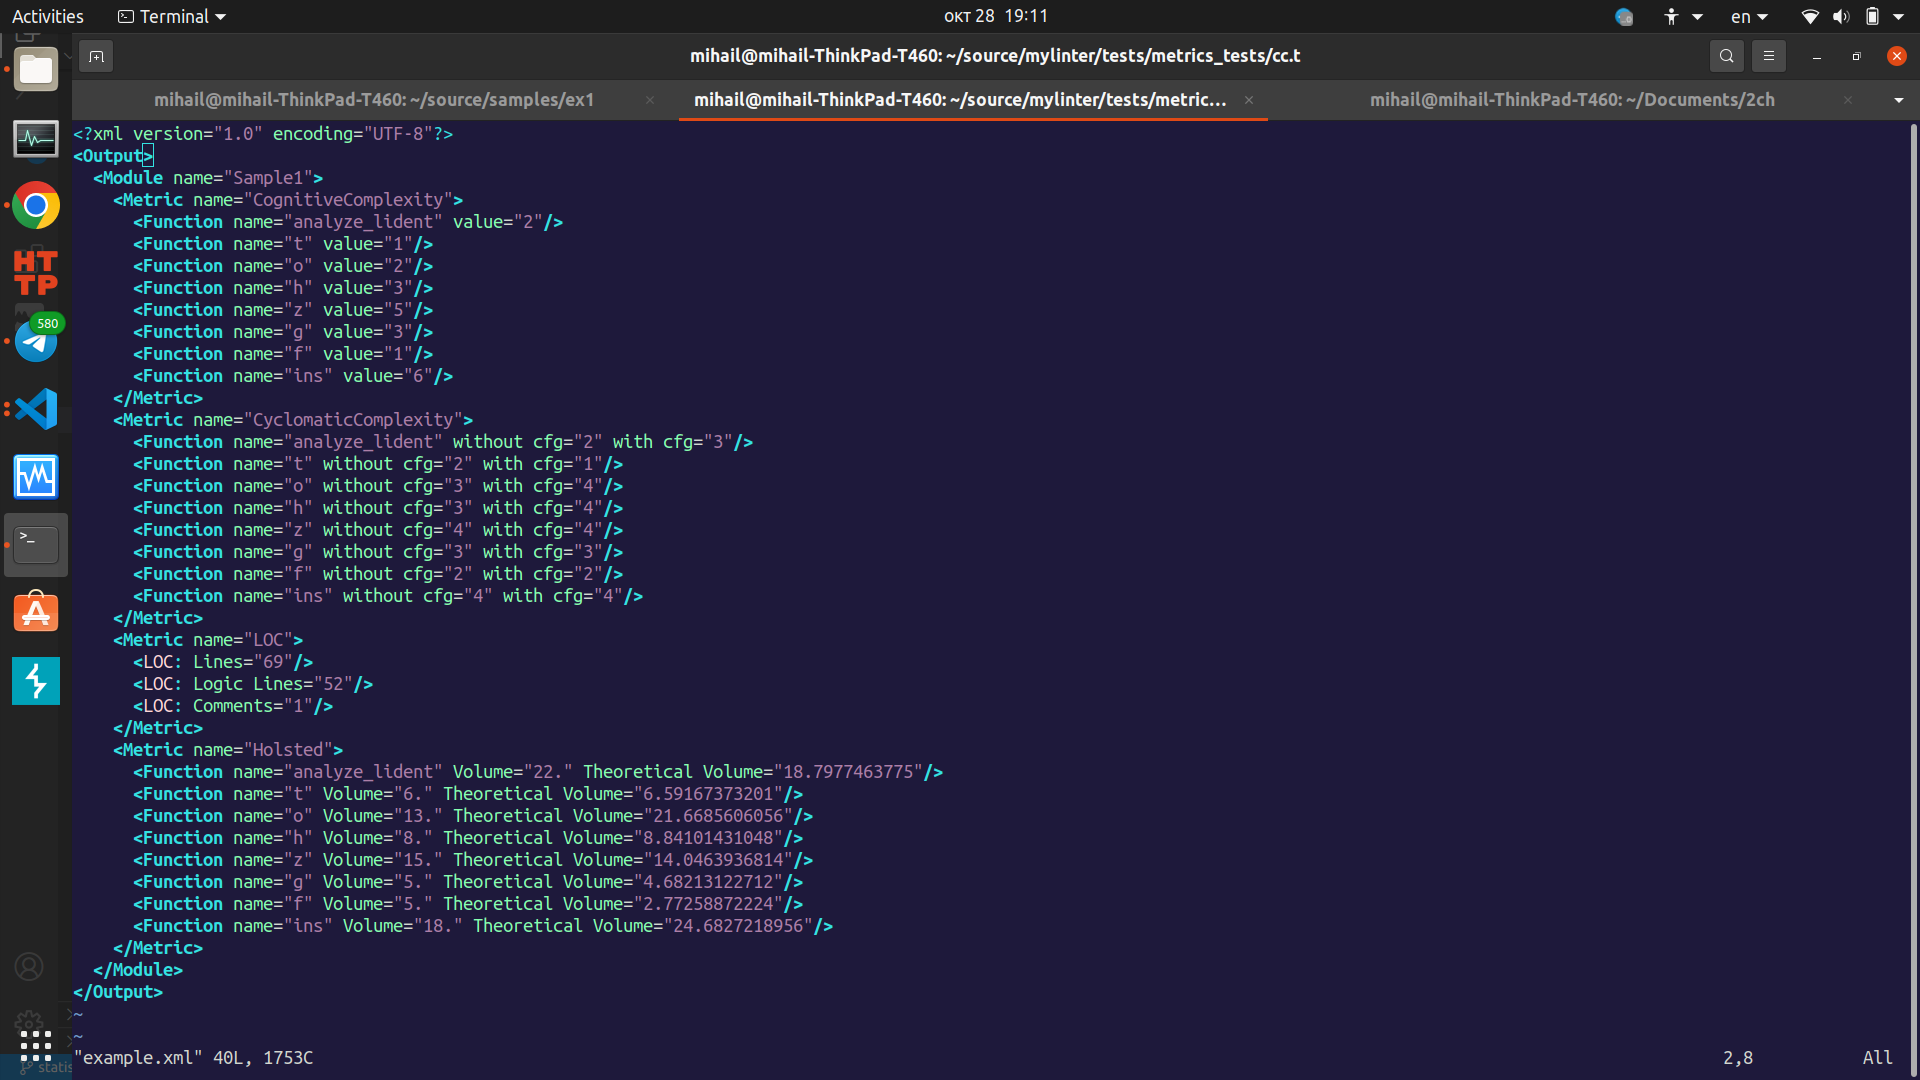 Activities
Terminal
окт 28 19:11
en
mihail@mihail-ThinkPad-T460: ~/source/mylinter/tests/metrics_tests/cc.t
mihail@mihail-ThinkPad-T460: ~/source/samples/ex1
mihail@mihail-ThinkPad-T460: ~/source/mylinter/tests/metric...
mihail@mihail-ThinkPad-T460: ~/Documents/2ch
HT
TP
580
>_
<?xml version="1.0" encoding="UTF-8"?>
<Output>
  <Module name="Sample1">
    <Metric name="CognitiveComplexity">
      <Function name="analyze_lident" value="2"/>
      <Function name="t" value="1"/>
      <Function name="o" value="2"/>
      <Function name="h" value="3"/>
      <Function name="z" value="5"/>
      <Function name="g" value="3"/>
      <Function name="f" value="1"/>
      <Function name="ins" value="6"/>
    </Metric>
    <Metric name="CyclomaticComplexity">
      <Function name="analyze_lident" without cfg="2" with cfg="3"/>
      <Function name="t" without cfg="2" with cfg="1"/>
      <Function name="o" without cfg="3" with cfg="4"/>
      <Function name="h" without cfg="3" with cfg="4"/>
      <Function name="z" without cfg="4" with cfg="4"/>
      <Function name="g" without cfg="3" with cfg="3"/>
      <Function name="f" without cfg="2" with cfg="2"/>
      <Function name="ins" without cfg="4" with cfg="4"/>
    </Metric>
    <Metric name="LOC">
      <LOC: Lines="69"/>
      <LOC: Logic Lines="52"/>
      <LOC: Comments="1"/>
    </Metric>
    <Metric name="Holsted">
      <Function name="analyze_lident" Volume="22." Theoretical Volume="18.7977463775"/>
      <Function name="t" Volume="6." Theoretical Volume="6.59167373201"/>
      <Function name="o" Volume="13." Theoretical Volume="21.6685606056"/>
      <Function name="h" Volume="8." Theoretical Volume="8.84101431048"/>
      <Function name="z" Volume="15." Theoretical Volume="14.0463936814"/>
      <Function name="g" Volume="5." Theoretical Volume="4.68213122712"/>
      <Function name="f" Volume="5." Theoretical Volume="2.77258872224"/>
      <Function name="ins" Volume="18." Theoretical Volume="24.6827218956"/>
    </Metric>
  </Module>
</Output>
~
~
"example.xml" 40L, 1753C
2,8
All
statis